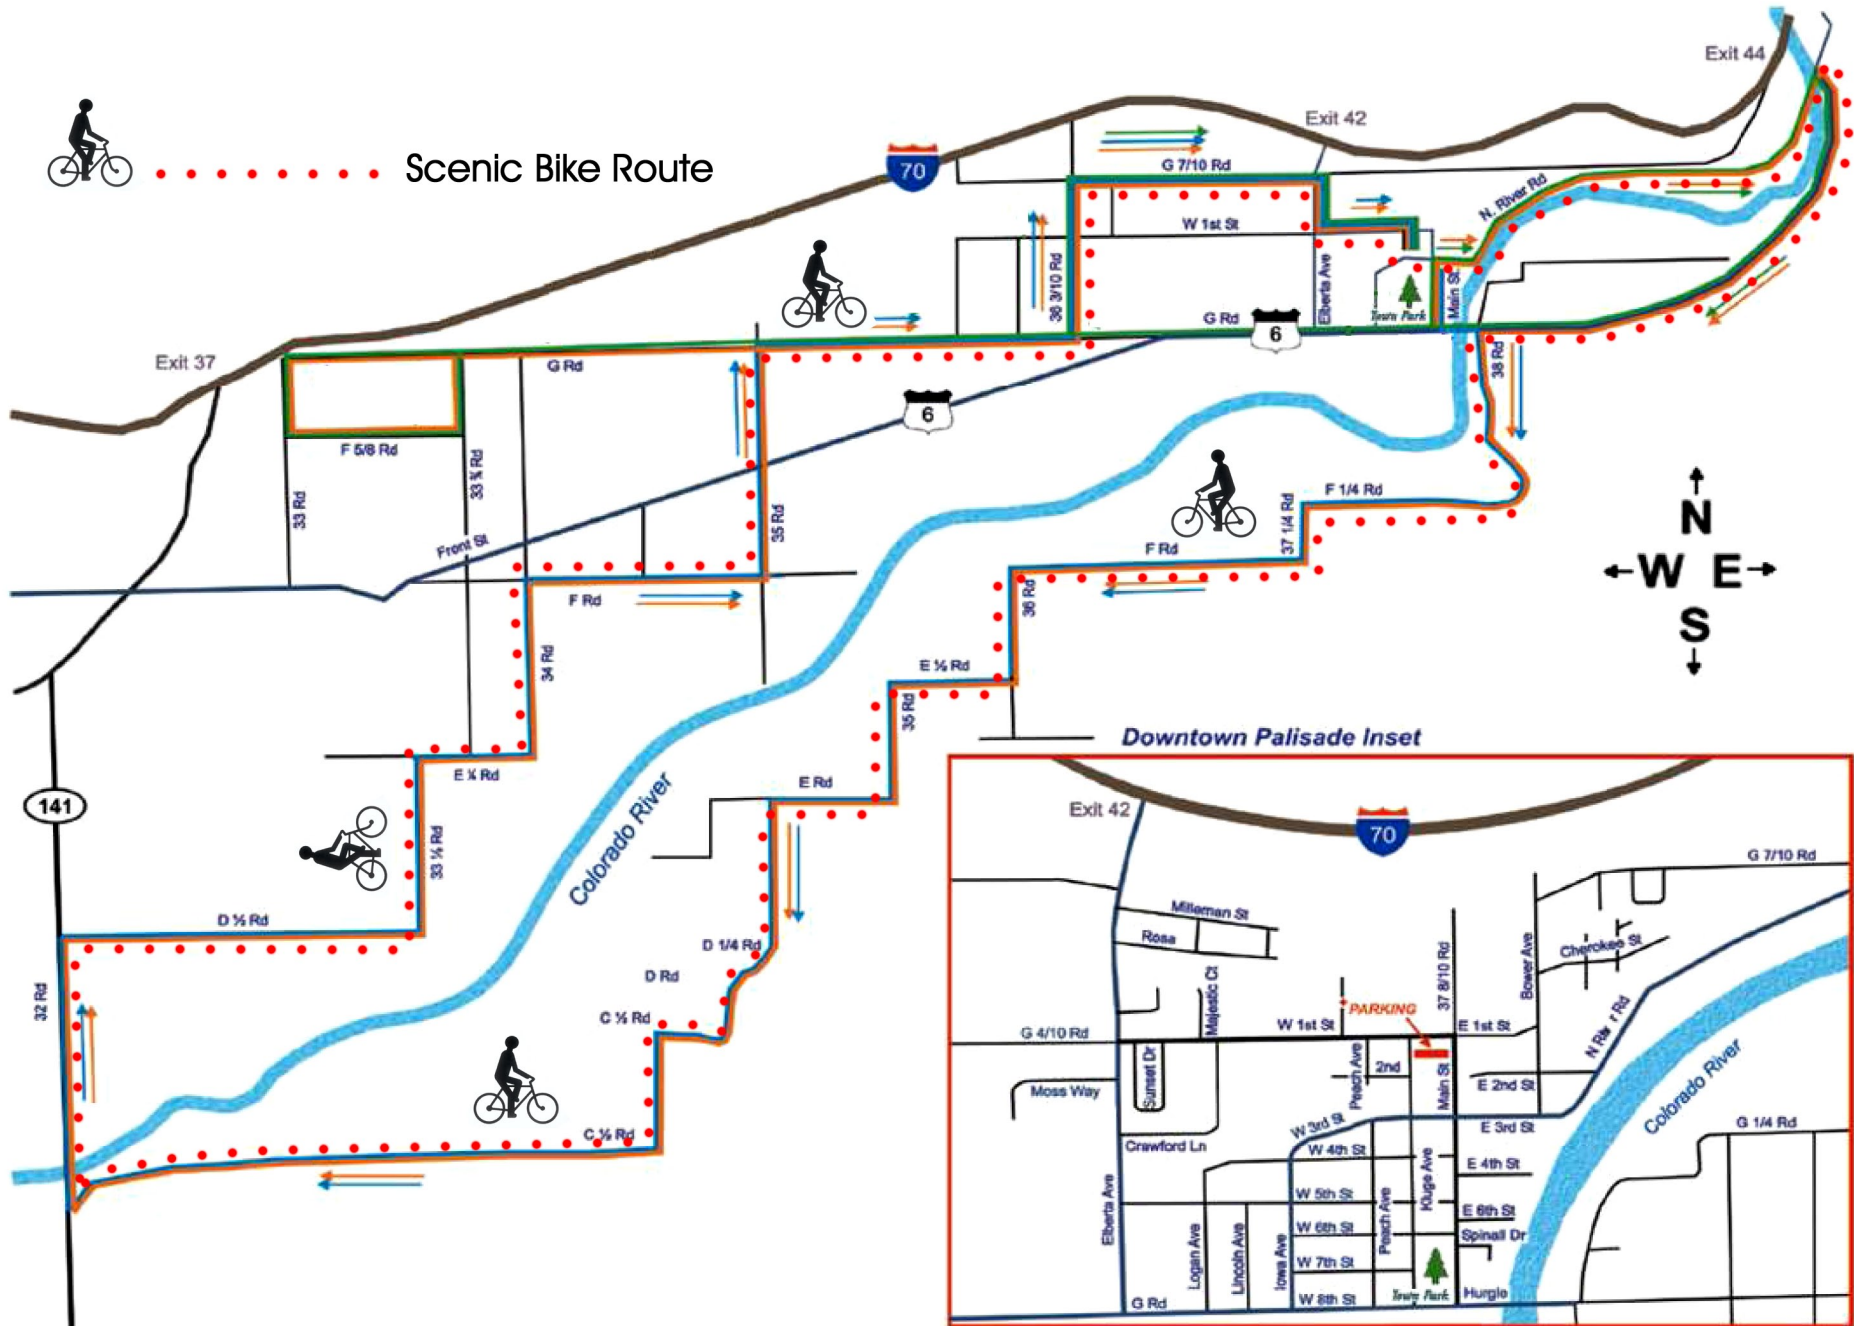 Exit 44
Exit 42
70
G 7/10 Rd
Scenic Bike Route
N. River Rd
W 1st St
36 3/10 Rd
Elberta Ave
Main St.
Town Park
G Rd
6
Exit 37
G Rd
38 Rd
6
F 5/8 Rd
33 ¾ Rd
33 Rd
35 Rd
F 1/4 Rd
37 1/4 Rd
Front St
F Rd
N
W E
S
F Rd
36 Rd
34 Rd
E ½ Rd
35 Rd
Downtown Palisade Inset
E Rd
141
Colorado River
33 ½ Rd
D ½ Rd
D 1/4 Rd
D Rd
32 Rd
C ½ Rd
C ½ Rd
Exit 42
70
G 7/10 Rd
Milleman St
Rosa
Cherokee St
Bower Ave
Majestic Ct
37 8/10 Rd
PARKING
N River Rd
G 4/10 Rd
W 1st St
E 1st St
Sunset Dr
Peach Ave
2nd
Main St
E 2nd St
Moss Way
Colorado River
W 3rd St
E 3rd St
G 1/4 Rd
Crawford Ln
W 4th St
E 4th St
Kluge Ave
W 5th St
Elberta Ave
Peach Ave
E 6th St
W 6th St
Spinall Dr
Logan Ave
Lincoln Ave
Iowa Ave
W 7th St
Town Park
Hurgle
G Rd
W 8th St